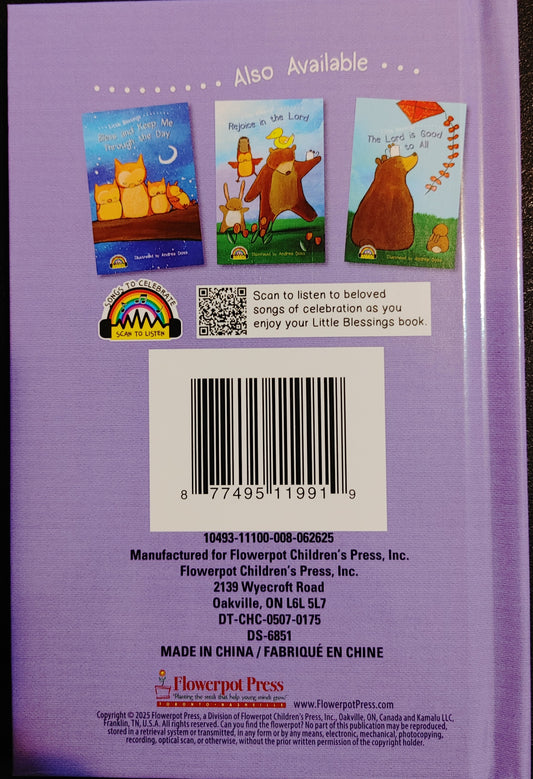 Also Available
Little Blessings
Bless and Keep Me
Through the Day
Illustrated by Andrea Doss
Rejoice in the Lord
Illustrated by Andrea Doss
The Lord is Good
to All
Illustrated by Andrea Doss
SONGS TO CELEBRATE
SCAN TO LISTEN
Scan to listen to beloved
songs of celebration as you
enjoy your Little Blessings book.
8 77495 11991 9
10493-11100-008-062625
Manufactured for Flowerpot Children's Press, Inc.
Flowerpot Children's Press, Inc.
2139 Wyecroft Road
Oakville, ON L6L 5L7
DT-CHC-0507-0175
DS-6851
MADE IN CHINA / FABRIQUÉ EN CHINE
Flowerpot Press
"Planting the seeds that help young minds grow."
TORONTO • NASHVILLE
www.FlowerpotPress.com
Copyright © 2025 Flowerpot Press, a Division of Flowerpot Children's Press, Inc., Oakville, ON, Canada and Kamalu LLC,
Franklin, TN, U.S.A. All rights reserved. Can you find the flowerpot? No part of this publication may be reproduced,
stored in a retrieval system or transmitted, in any form or by any means, electronic, mechanical, photocopying,
recording, optical scan, or otherwise, without the prior written permission of the copyright holder.